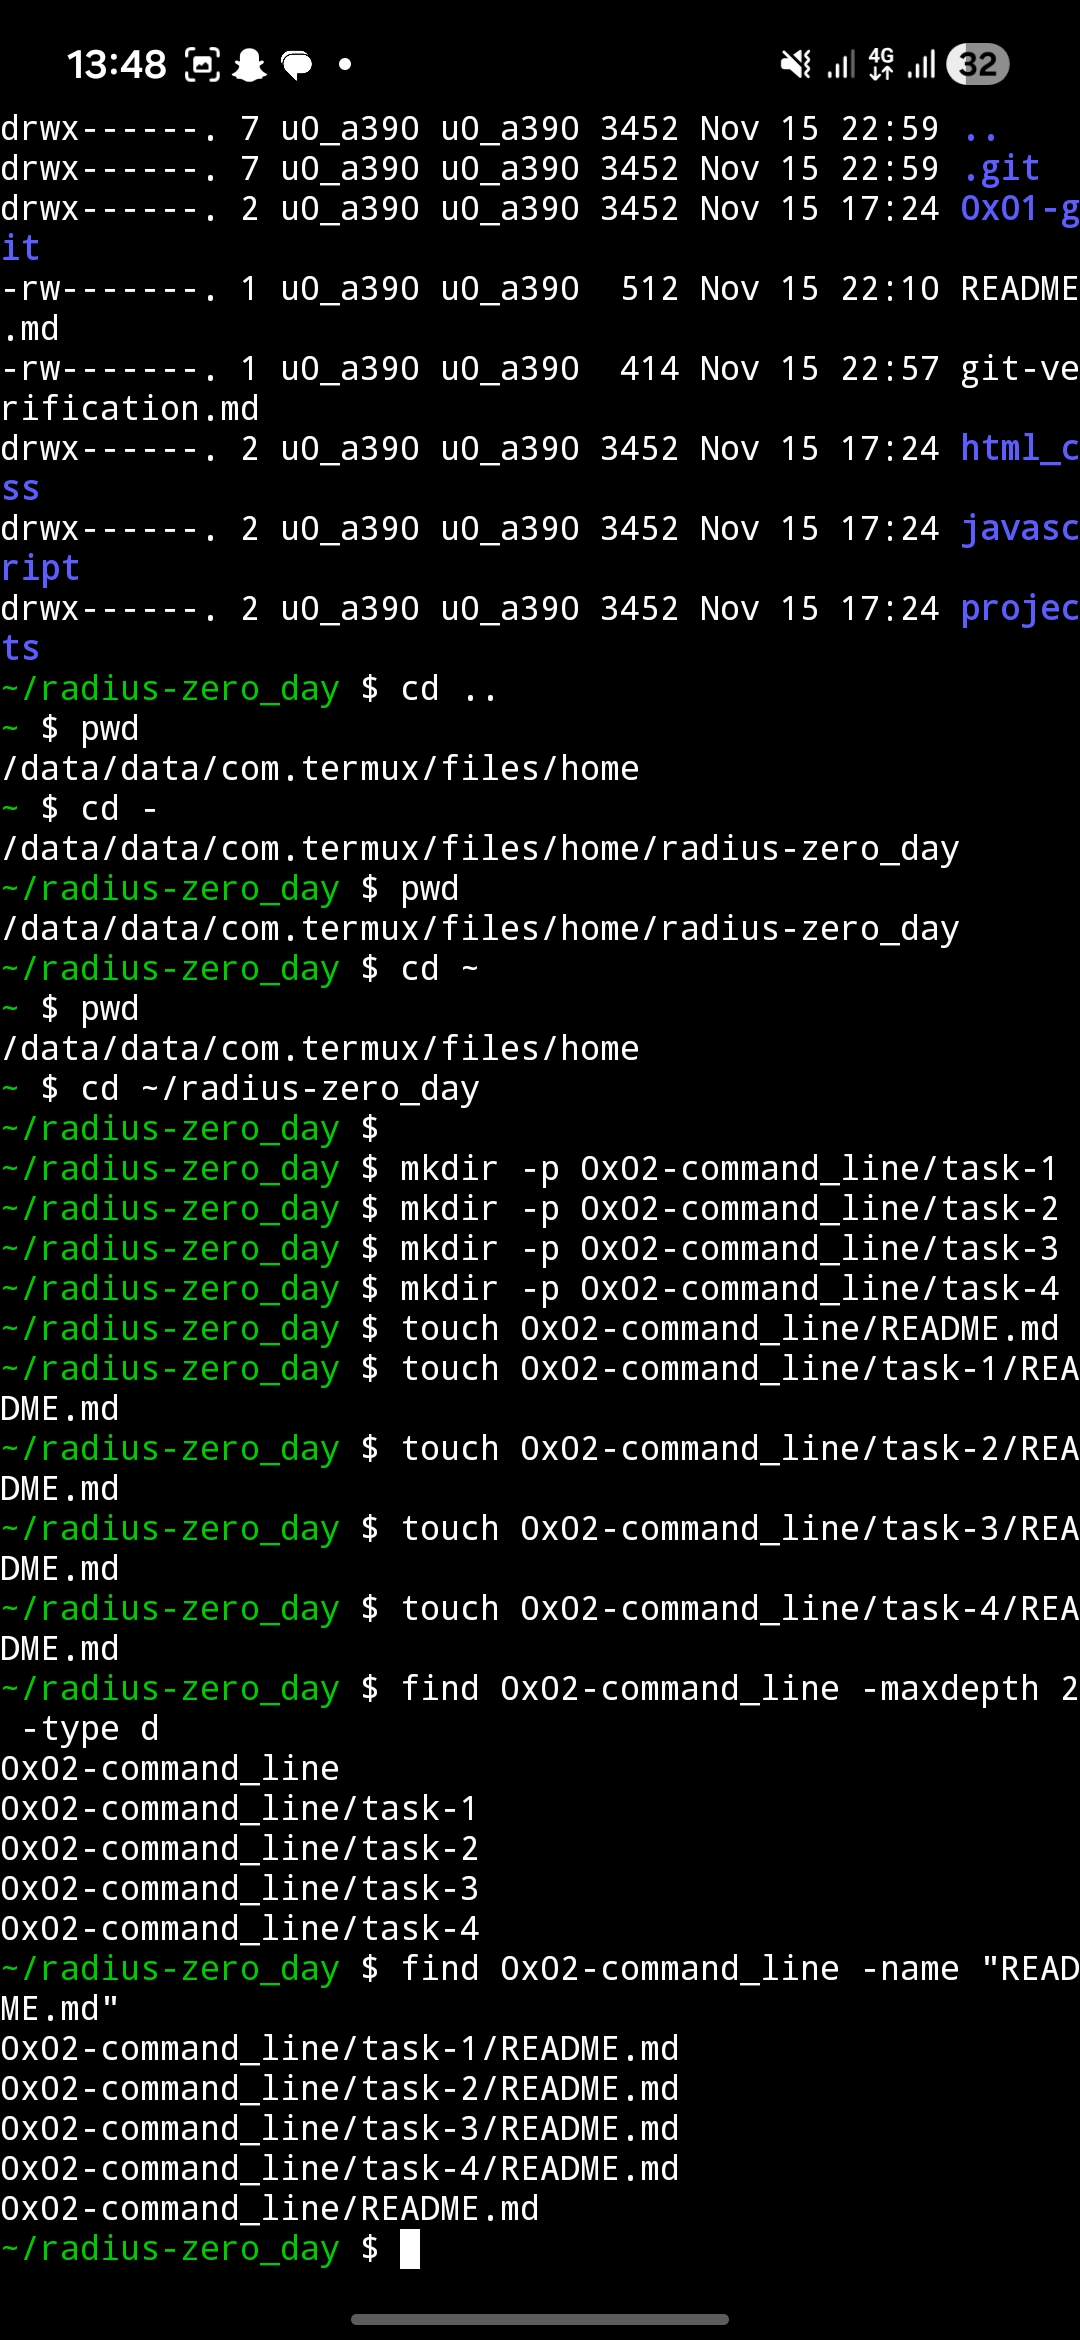 13:48 4G 32
drwx------. 7 u0_a390 u0_a390 3452 Nov 15 22:59 ..
drwx------. 7 u0_a390 u0_a390 3452 Nov 15 22:59 .git
drwx------. 2 u0_a390 u0_a390 3452 Nov 15 17:24 0x01-g
it
-rw-------. 1 u0_a390 u0_a390  512 Nov 15 22:10 README
.md
-rw-------. 1 u0_a390 u0_a390  414 Nov 15 22:57 git-ve
rification.md
drwx------. 2 u0_a390 u0_a390 3452 Nov 15 17:24 html_c
ss
drwx------. 2 u0_a390 u0_a390 3452 Nov 15 17:24 javasc
ript
drwx------. 2 u0_a390 u0_a390 3452 Nov 15 17:24 projec
ts
~/radius-zero_day $ cd ..
~ $ pwd
/data/data/com.termux/files/home
~ $ cd -
/data/data/com.termux/files/home/radius-zero_day
~/radius-zero_day $ pwd
/data/data/com.termux/files/home/radius-zero_day
~/radius-zero_day $ cd ~
~ $ pwd
/data/data/com.termux/files/home
~ $ cd ~/radius-zero_day
~/radius-zero_day $
~/radius-zero_day $ mkdir -p 0x02-command_line/task-1
~/radius-zero_day $ mkdir -p 0x02-command_line/task-2
~/radius-zero_day $ mkdir -p 0x02-command_line/task-3
~/radius-zero_day $ mkdir -p 0x02-command_line/task-4
~/radius-zero_day $ touch 0x02-command_line/README.md
~/radius-zero_day $ touch 0x02-command_line/task-1/REA
DME.md
~/radius-zero_day $ touch 0x02-command_line/task-2/REA
DME.md
~/radius-zero_day $ touch 0x02-command_line/task-3/REA
DME.md
~/radius-zero_day $ touch 0x02-command_line/task-4/REA
DME.md
~/radius-zero_day $ find 0x02-command_line -maxdepth 2
 -type d
0x02-command_line
0x02-command_line/task-1
0x02-command_line/task-2
0x02-command_line/task-3
0x02-command_line/task-4
~/radius-zero_day $ find 0x02-command_line -name "READ
ME.md"
0x02-command_line/task-1/README.md
0x02-command_line/task-2/README.md
0x02-command_line/task-3/README.md
0x02-command_line/task-4/README.md
0x02-command_line/README.md
~/radius-zero_day $